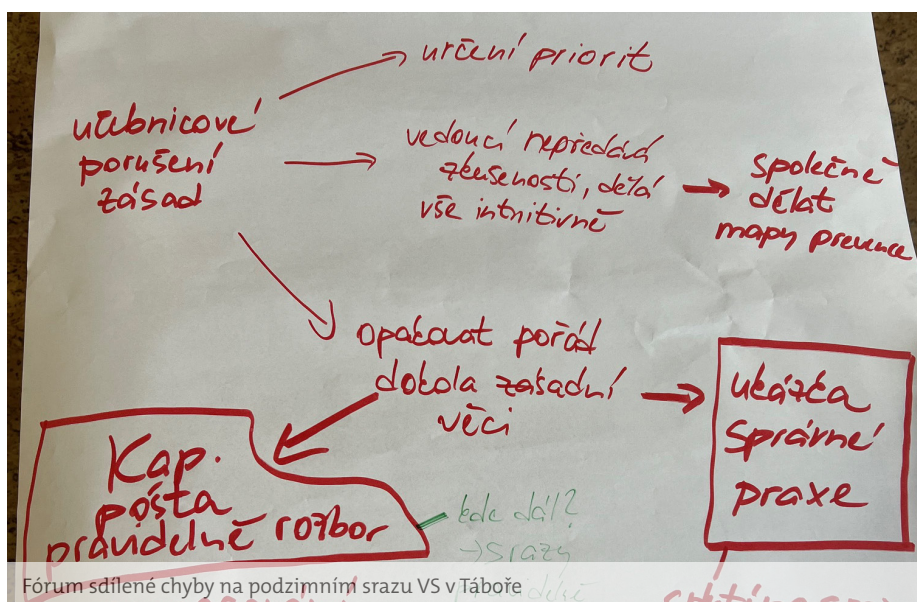 určení priorit
učebnicové
porušení
zásad
vedoucí nepředává
zkušenosti, dělá
vše intuitivně
společně
dělat
mapy prevence
opakovat pořád
dokola zásadní
věci
ukázka
správné
praxe
Kap.
pošta
pravidelně rozbor
kde dál?
→ srazy
Fórum sdílené chyby na podzimním srazu VS v Táboře